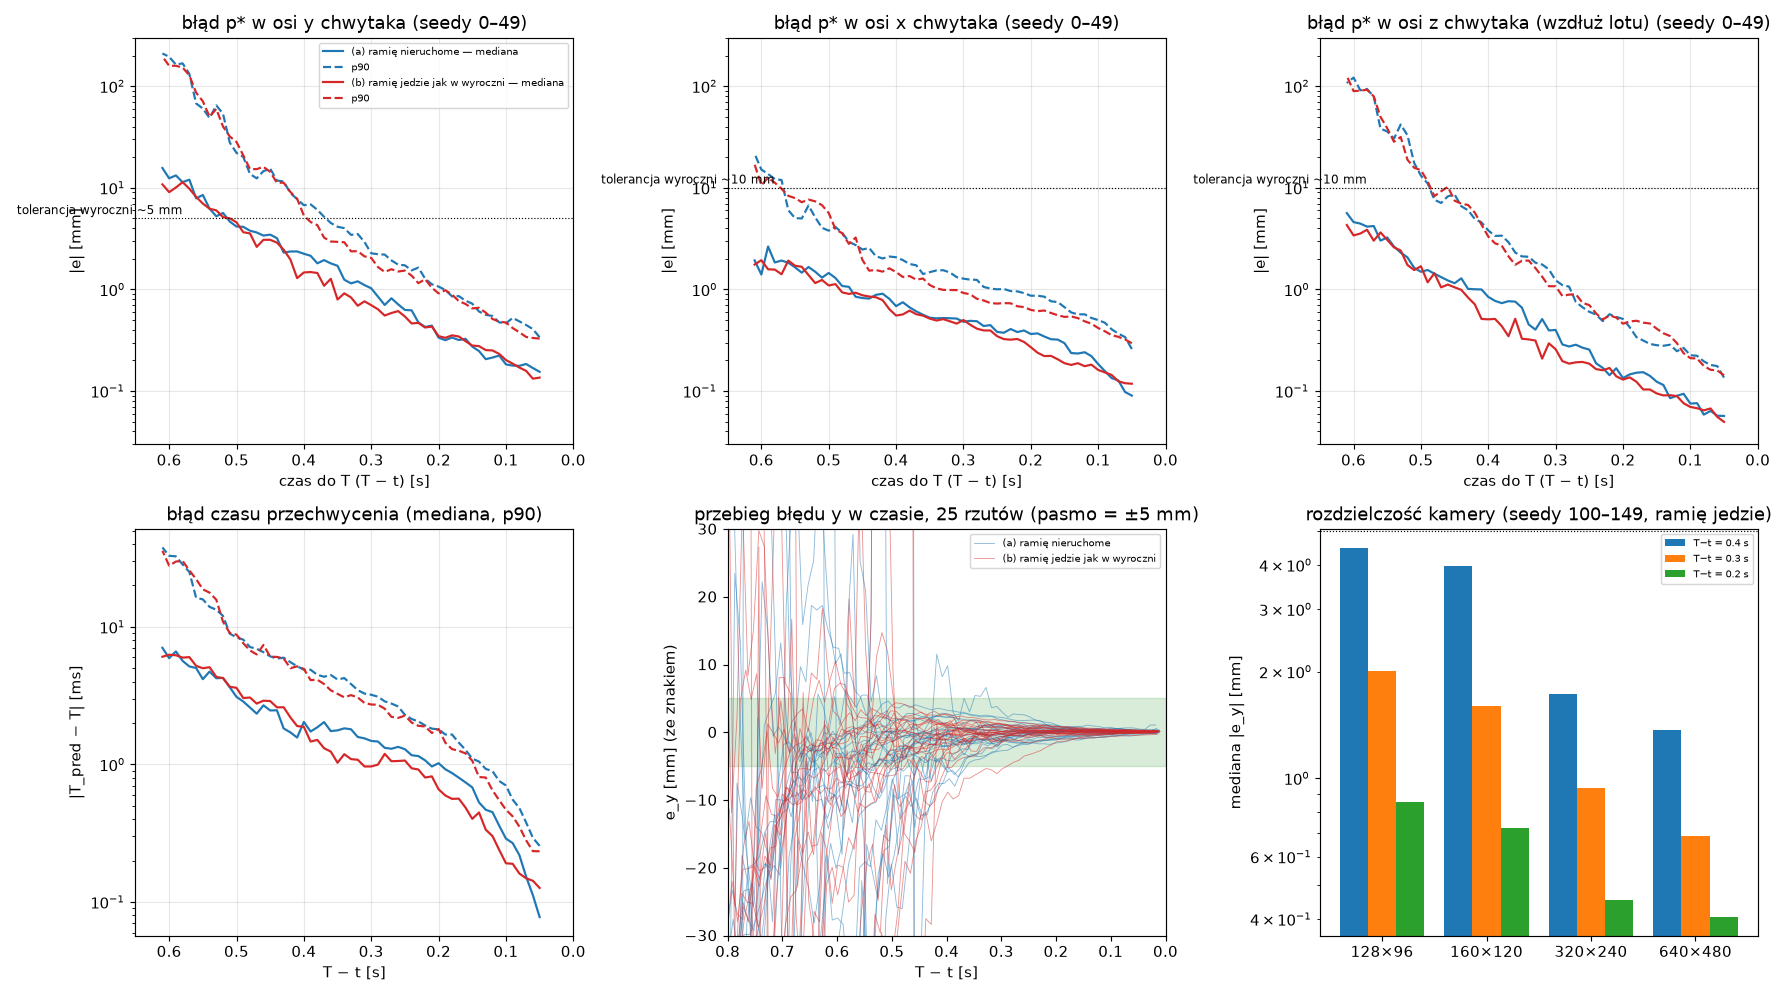 błąd p* w osi y chwytaka (seedy 0–49)
(a) ramię nieruchome — mediana
p90
(b) ramię jedzie jak w wyroczni — mediana
p90
tolerancja wyroczni ~5 mm
|e| [mm]
10²
10¹
10⁰
10⁻¹
0.6 0.5 0.4 0.3 0.2 0.1 0.0
czas do T (T − t) [s]
błąd p* w osi x chwytaka (seedy 0–49)
tolerancja wyroczni ~10 mm
|e| [mm]
10²
10¹
10⁰
10⁻¹
0.6 0.5 0.4 0.3 0.2 0.1 0.0
czas do T (T − t) [s]
błąd p* w osi z chwytaka (wzdłuż lotu) (seedy 0–49)
tolerancja wyroczni ~10 mm
|e| [mm]
10²
10¹
10⁰
10⁻¹
0.6 0.5 0.4 0.3 0.2 0.1 0.0
czas do T (T − t) [s]
błąd czasu przechwycenia (mediana, p90)
|T_pred − T| [ms]
10¹
10⁰
10⁻¹
0.6 0.5 0.4 0.3 0.2 0.1 0.0
T − t [s]
przebieg błędu y w czasie, 25 rzutów (pasmo = ±5 mm)
(a) ramię nieruchome
(b) ramię jedzie jak w wyroczni
e_y [mm] (ze znakiem)
30
20
10
0
−10
−20
−30
0.8 0.7 0.6 0.5 0.4 0.3 0.2 0.1 0.0
T − t [s]
rozdzielczość kamery (seedy 100–149, ramię jedzie)
T−t = 0.4 s
T−t = 0.3 s
T−t = 0.2 s
mediana |e_y| [mm]
4 × 10⁰
3 × 10⁰
2 × 10⁰
10⁰
6 × 10⁻¹
4 × 10⁻¹
128×96 160×120 320×240 640×480